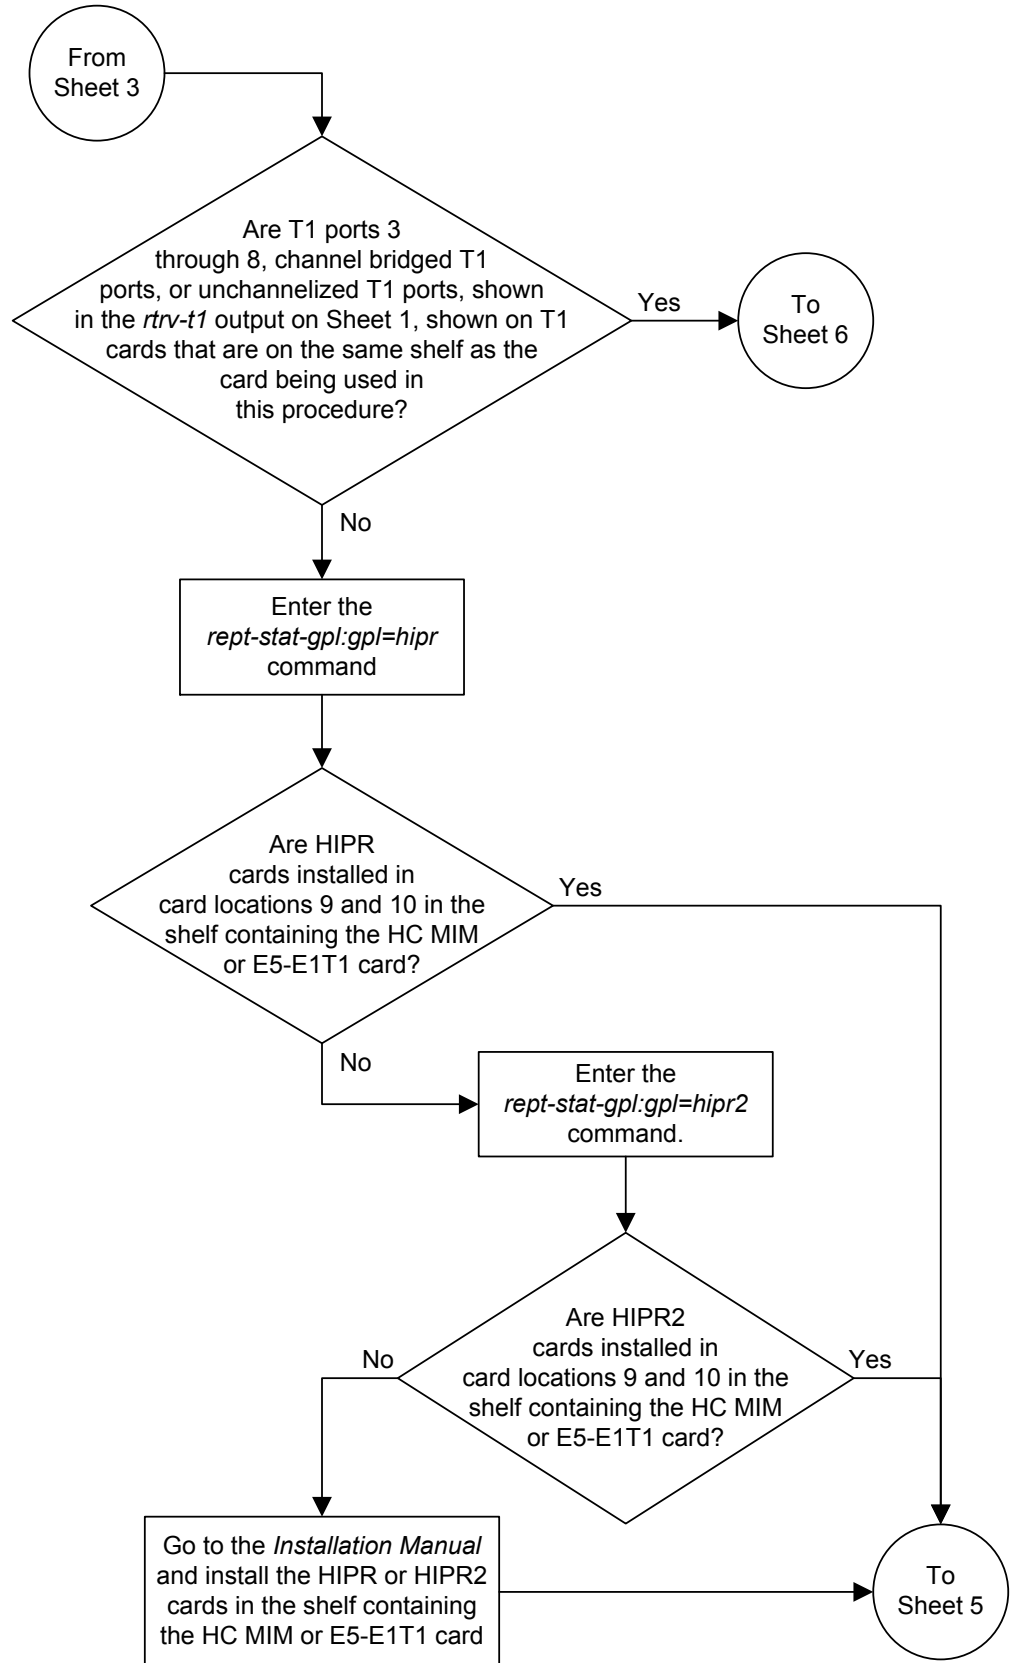 From
Sheet 3
Are T1 ports 3
through 8, channel bridged T1
ports, or unchannelized T1 ports, shown
in the rtrv-t1 output on Sheet 1, shown on T1
cards that are on the same shelf as the
card being used in
this procedure?
Yes
To
Sheet 6
No
Enter the
rept-stat-gpl:gpl=hipr
command
Are HIPR
cards installed in
card locations 9 and 10 in the
shelf containing the HC MIM
or E5-E1T1 card?
Yes
No
Enter the
rept-stat-gpl:gpl=hipr2
command.
Are HIPR2
cards installed in
card locations 9 and 10 in the
shelf containing the HC MIM
or E5-E1T1 card?
No
Yes
Go to the Installation Manual
and install the HIPR or HIPR2
cards in the shelf containing
the HC MIM or E5-E1T1 card
To
Sheet 5